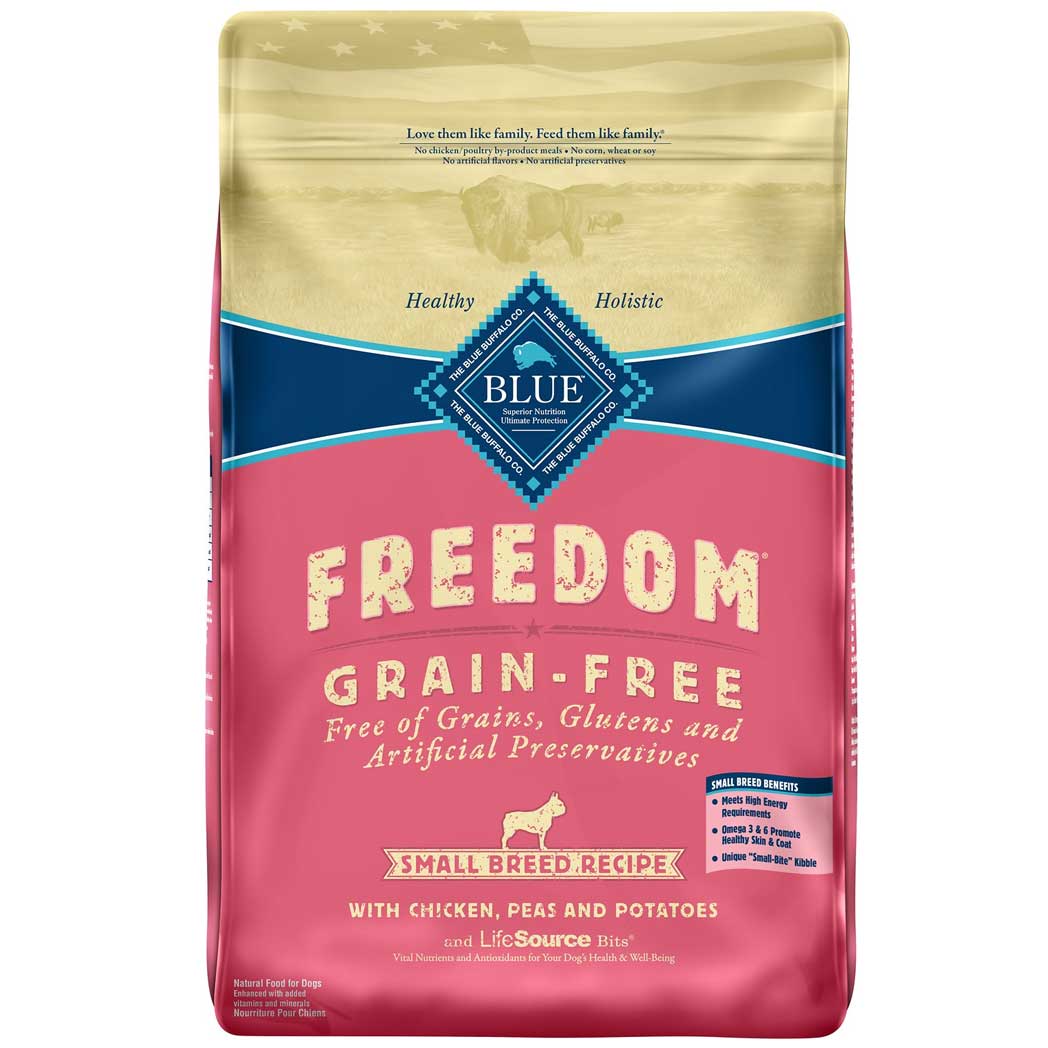 Love them like family. Feed them like family.®
No chicken/poultry by-product meals • No corn, wheat or soy
No artificial flavors • No artificial preservatives
Healthy Holistic
THE BLUE BUFFALO CO.
THE BLUE BUFFALO CO.
BLUE™
Superior Nutrition
Ultimate Protection
THE BLUE BUFFALO CO.
THE BLUE BUFFALO CO.
FREEDOM®
GRAIN-FREE
Free of Grains, Glutens and
Artificial Preservatives
SMALL BREED BENEFITS
• Meets High Energy
Requirements
• Omega 3 & 6 Promote
Healthy Skin & Coat
• Unique "Small-Bite" Kibble
SMALL BREED RECIPE
WITH CHICKEN, PEAS AND POTATOES
and LifeSource Bits®
Vital Nutrients and Antioxidants for Your Dog's Health & Well-Being
Natural Food for Dogs
Enhanced with added
vitamins and minerals
Nourriture Pour Chiens